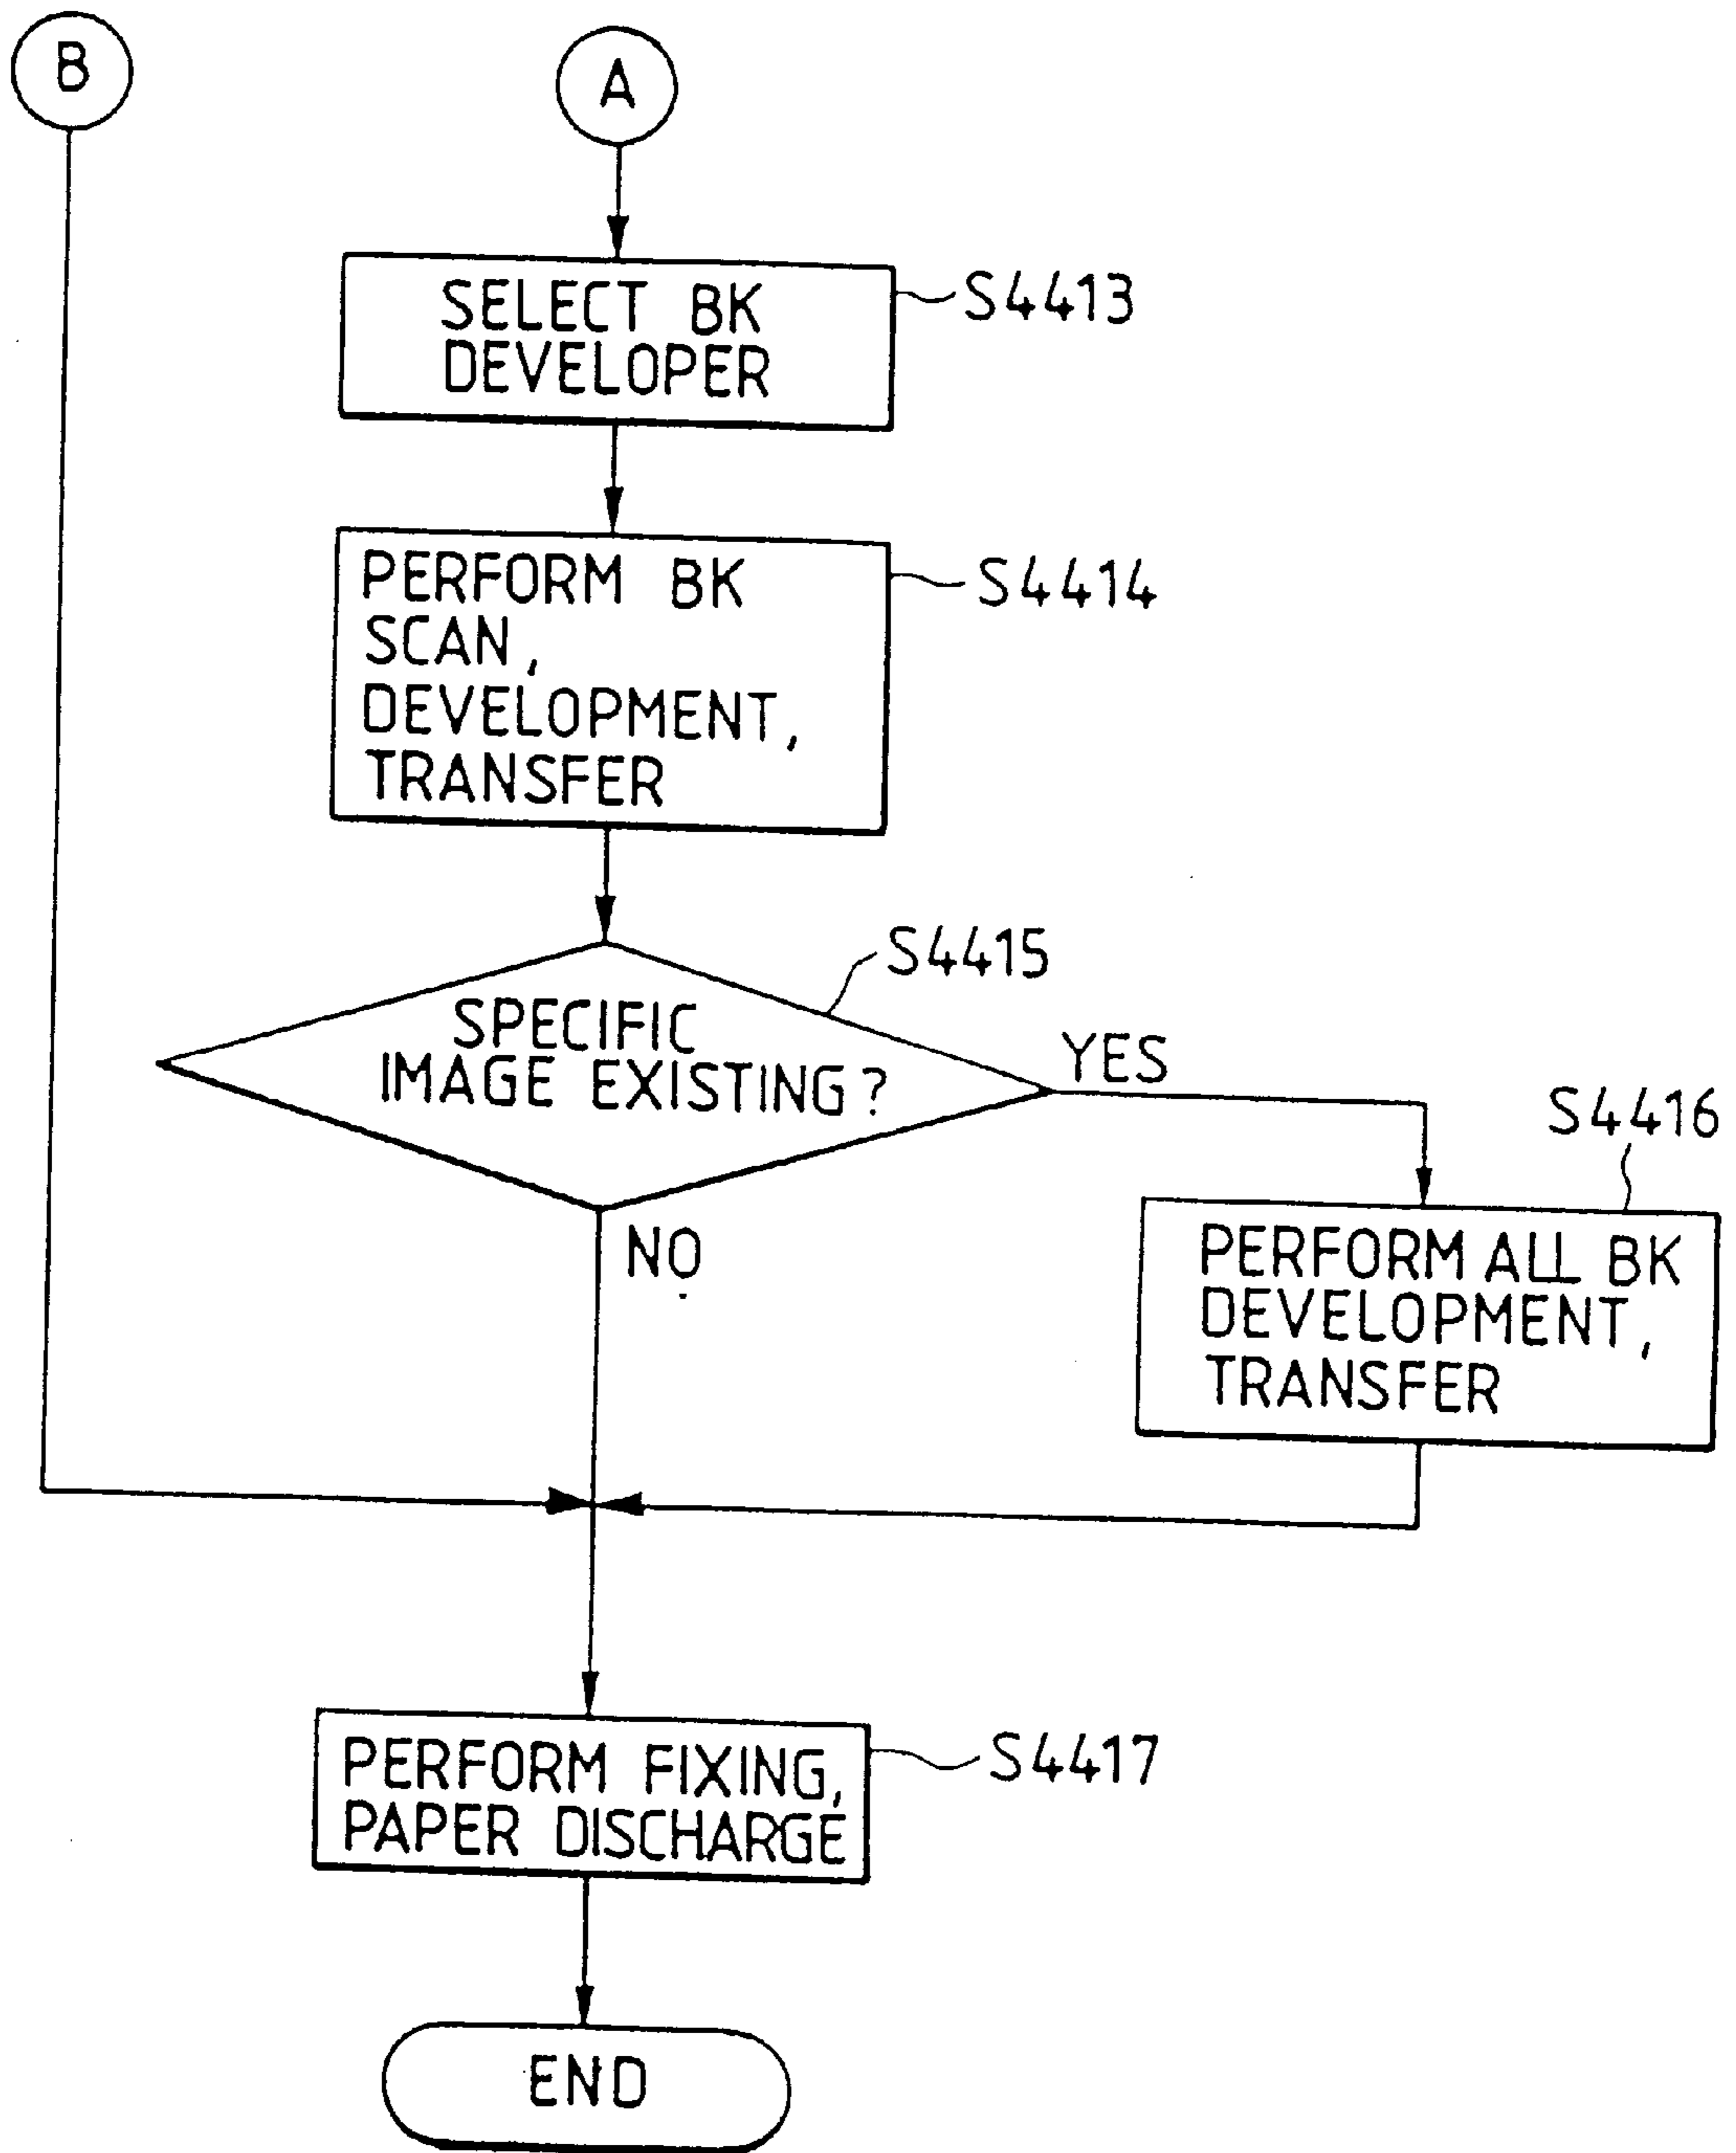 B
A
SELECT BK
DEVELOPER
S4413
PERFORM BK
SCAN,
DEVELOPMENT,
TRANSFER
S4414
S4415
SPECIFIC
IMAGE EXISTING?
YES
NO
S4416
PERFORM ALL BK
DEVELOPMENT,
TRANSFER
PERFORM FIXING,
PAPER DISCHARGE
S4417
END